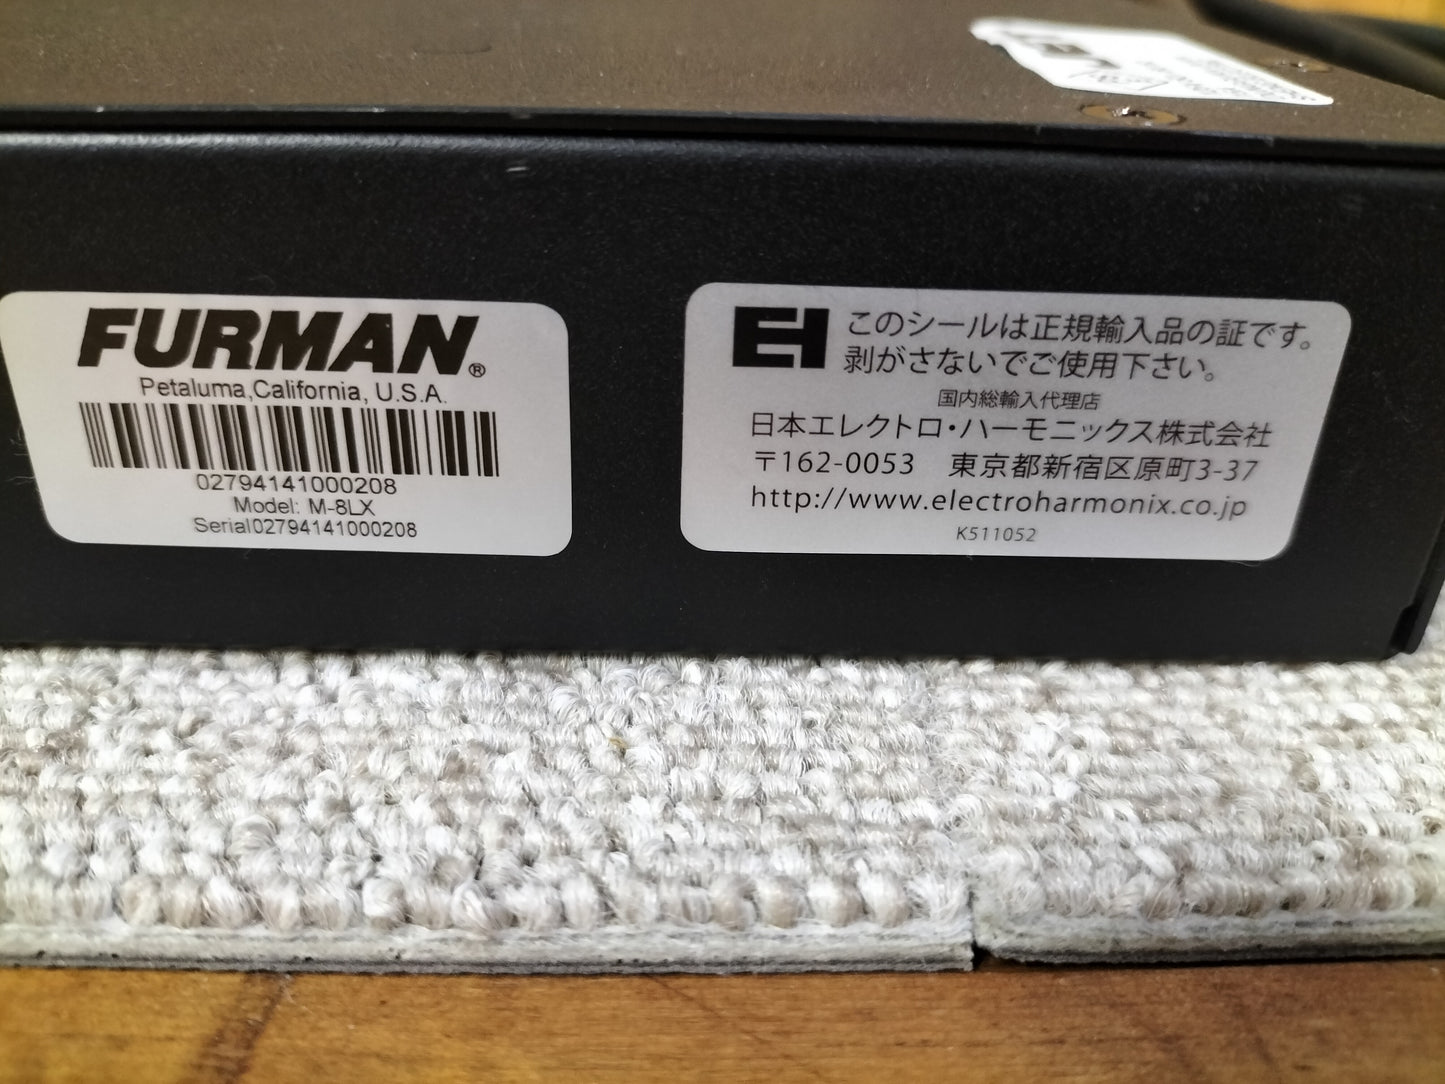 FURMAN®
Petaluma,California, U.S.A.
02794141000208
Model: M-8LX
Serial02794141000208
EH このシールは正規輸入品の証です。
剥がさないでご使用下さい。
国内総輸入代理店
日本エレクトロ・ハーモニックス株式会社
〒162-0053 東京都新宿区原町3-37
http://www.electroharmonix.co.jp
K511052